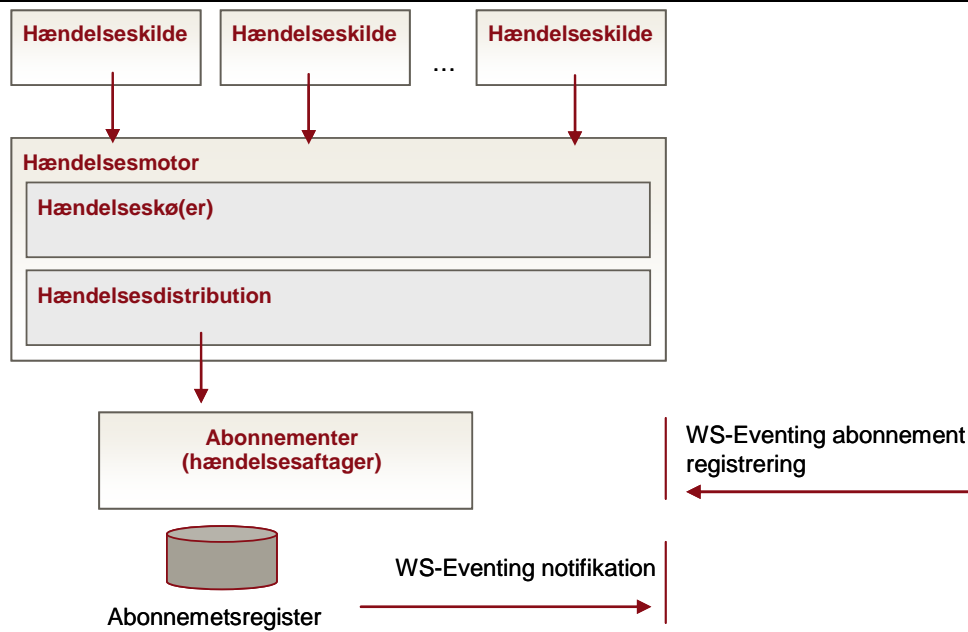 Hændelseskilde
Hændelseskilde
Hændelseskilde
...
Hændelsesmotor
Hændelseskø(er)
Hændelsesdistribution
Abonnementer
(hændelsesaftager)
WS-Eventing abonnement
registrering
WS-Eventing notifikation
Abonnemetsregister